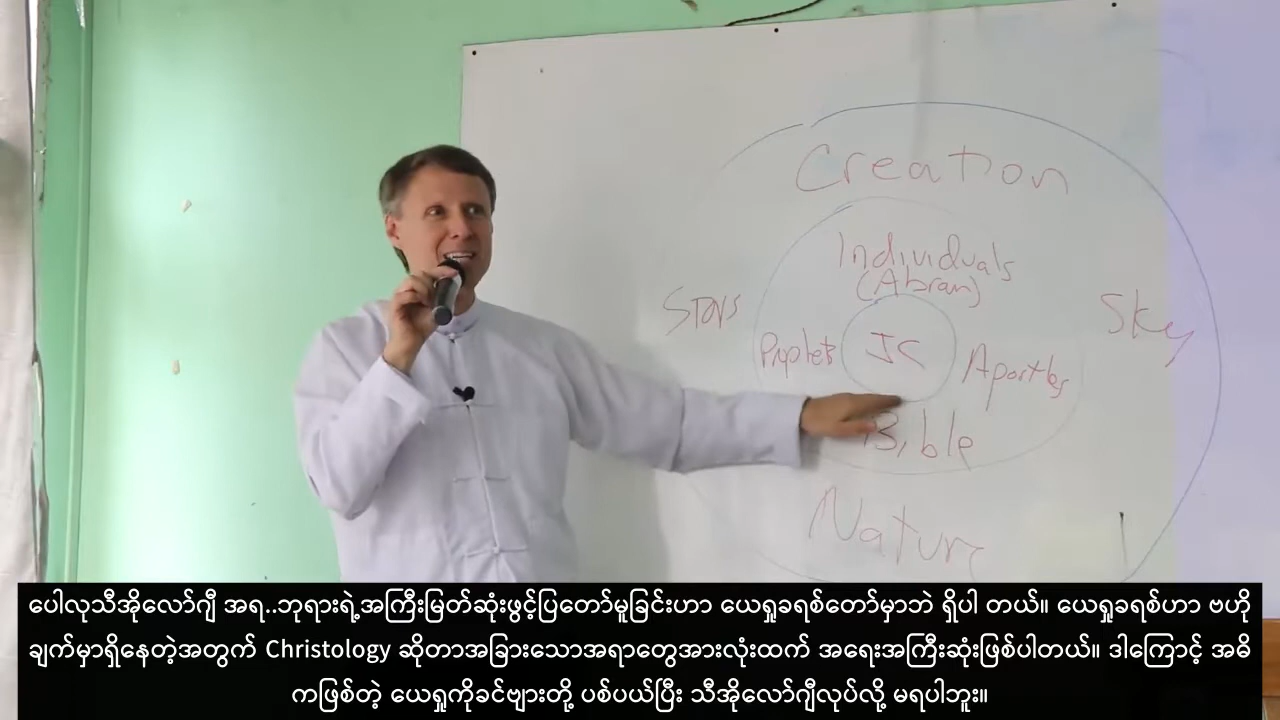 Creation
Individuals
(Abram)
Stars
Sky
Prophets
JC
Apostles
Bible
Nature
ပေါလုသီအိုလော်ဂျီ အရ..ဘုရားရဲ့အကြီးမြတ်ဆုံးဖွင့်ပြတော်မူခြင်းဟာ ယေရှုခရစ်တော်မှာဘဲ ရှိပါ တယ်။ ယေရှုခရစ်ဟာ ဗဟို
ချက်မှာရှိနေတဲ့အတွက် Christology ဆိုတာအခြားသောအရာတွေအားလုံးထက် အရေးအကြီးဆုံးဖြစ်ပါတယ်။ ဒါကြောင့် အဓိ
ကဖြစ်တဲ့ ယေရှုကိုခင်ဗျားတို့ ပစ်ပယ်ပြီး သီအိုလော်ဂျီလုပ်လို့ မရပါဘူး။